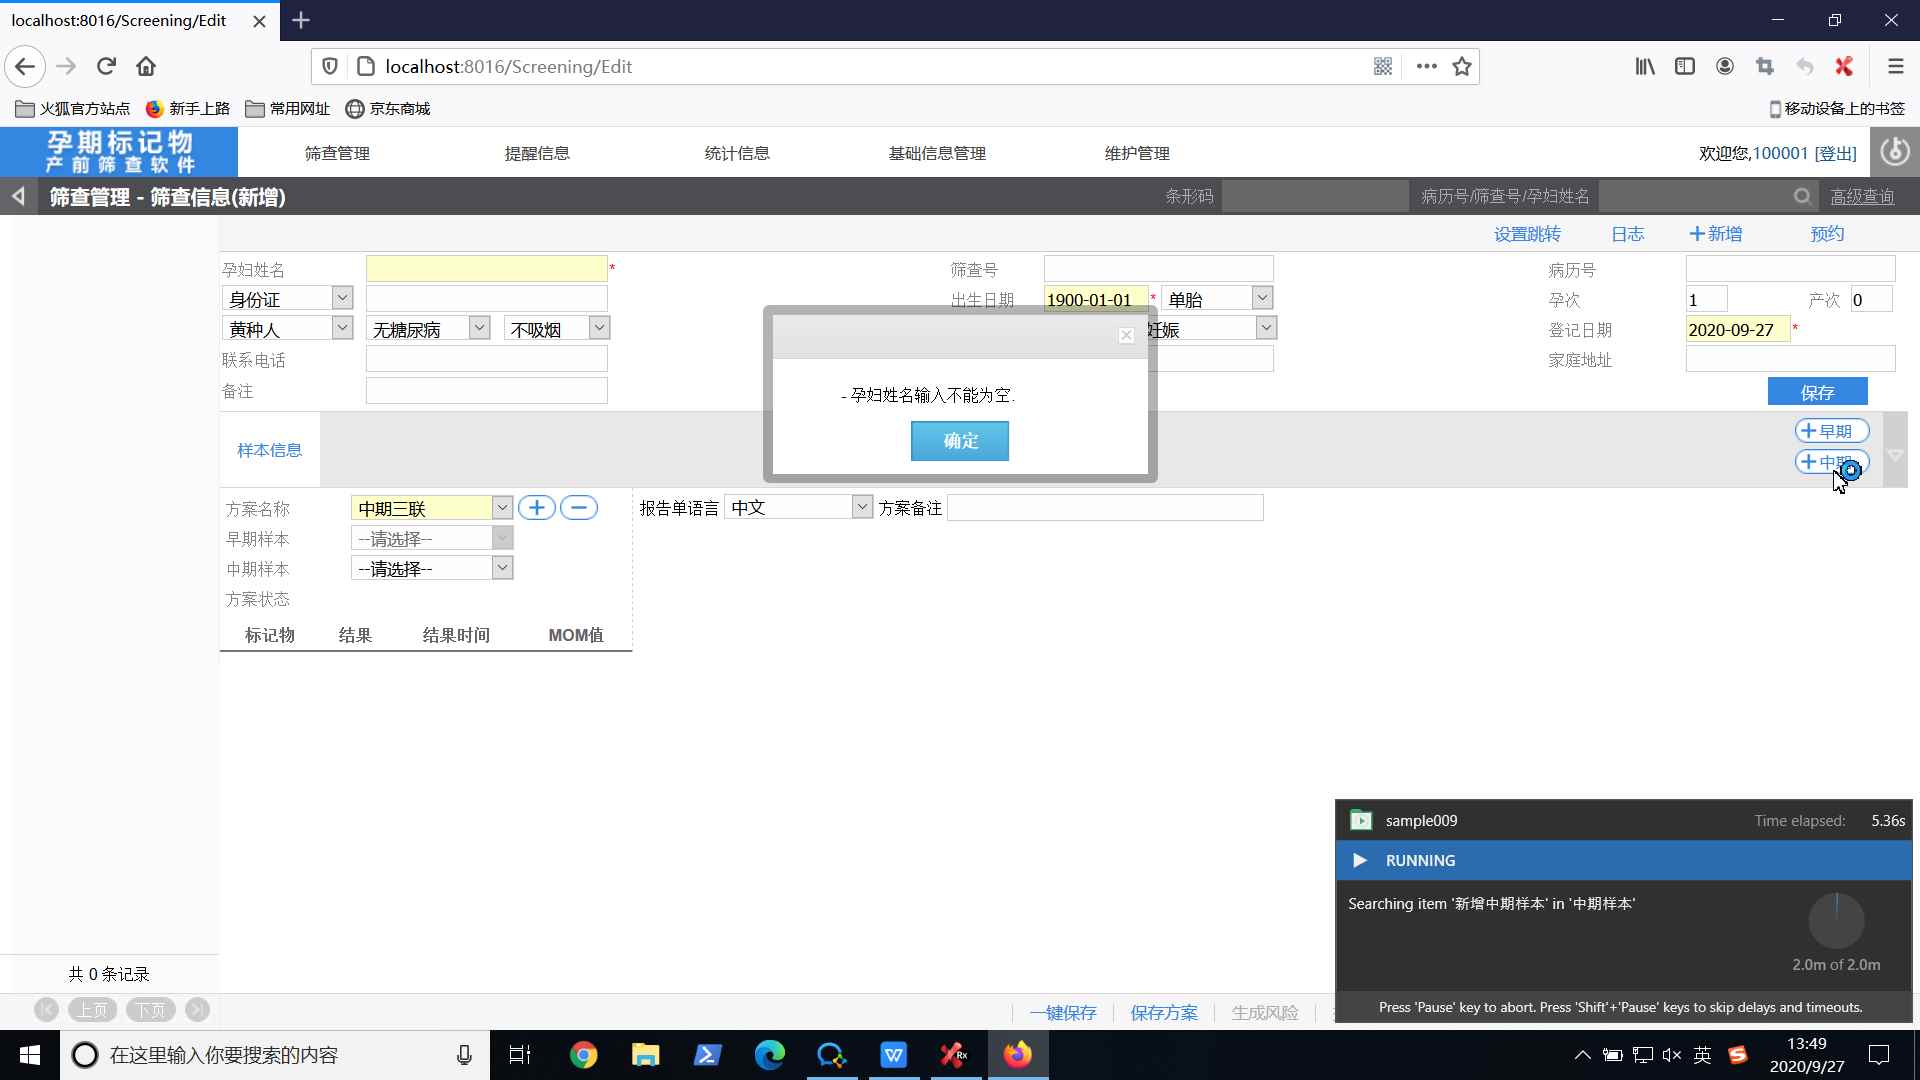 localhost:8016/Screening/Edit
localhost:8016/Screening/Edit
火狐官方站点 新手上路 常用网址 京东商城 移动设备上的书签
孕期标记物
产前筛查软件
筛查管理 提醒信息 统计信息 基础信息管理 维护管理 欢迎您,100001 [登出]
筛查管理 - 筛查信息(新增) 条形码 病历号/筛查号/孕妇姓名 高级查询
设置跳转 日志 +新增 预约
孕妇姓名 * 筛查号 病历号
身份证 出生日期 1900-01-01 * 单胎 孕次 1 产次 0
黄种人 无糖尿病 不吸烟 妊娠 登记日期 2020-09-27 *
联系电话 家庭地址
备注 保存
- 孕妇姓名输入不能为空.
确定
样本信息 +早期
+中期
方案名称 中期三联 报告单语言 中文 方案备注
早期样本 --请选择--
中期样本 --请选择--
方案状态
标记物 结果 结果时间 MOM值
sample009 Time elapsed: 5.36s
RUNNING
Searching item '新增中期样本' in '中期样本'
2.0m of 2.0m
Press 'Pause' key to abort. Press 'Shift'+'Pause' keys to skip delays and timeouts.
共 0 条记录
上页 下页 一键保存 保存方案 生成风险
在这里输入你要搜索的内容 Rx 英 13:49
2020/9/27